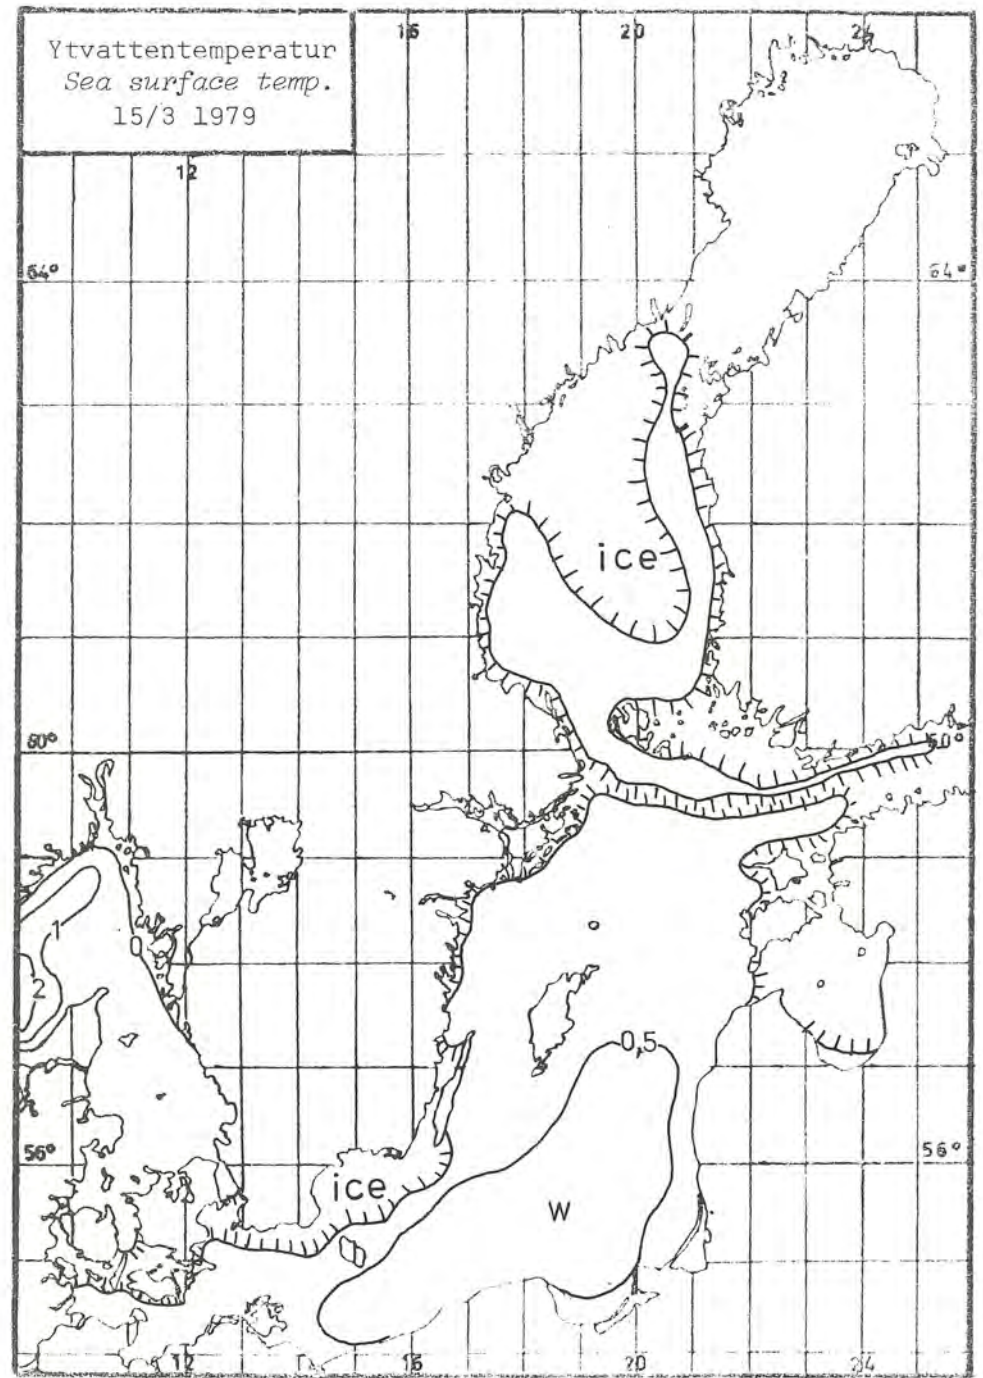 Ytvattentemperatur
Sea surface temp.
15/3 1979
16 20 24
12
64° 64°
ice
60° 60°
1
0
2
0,5
56° 56°
ice
W
12 16 20 24